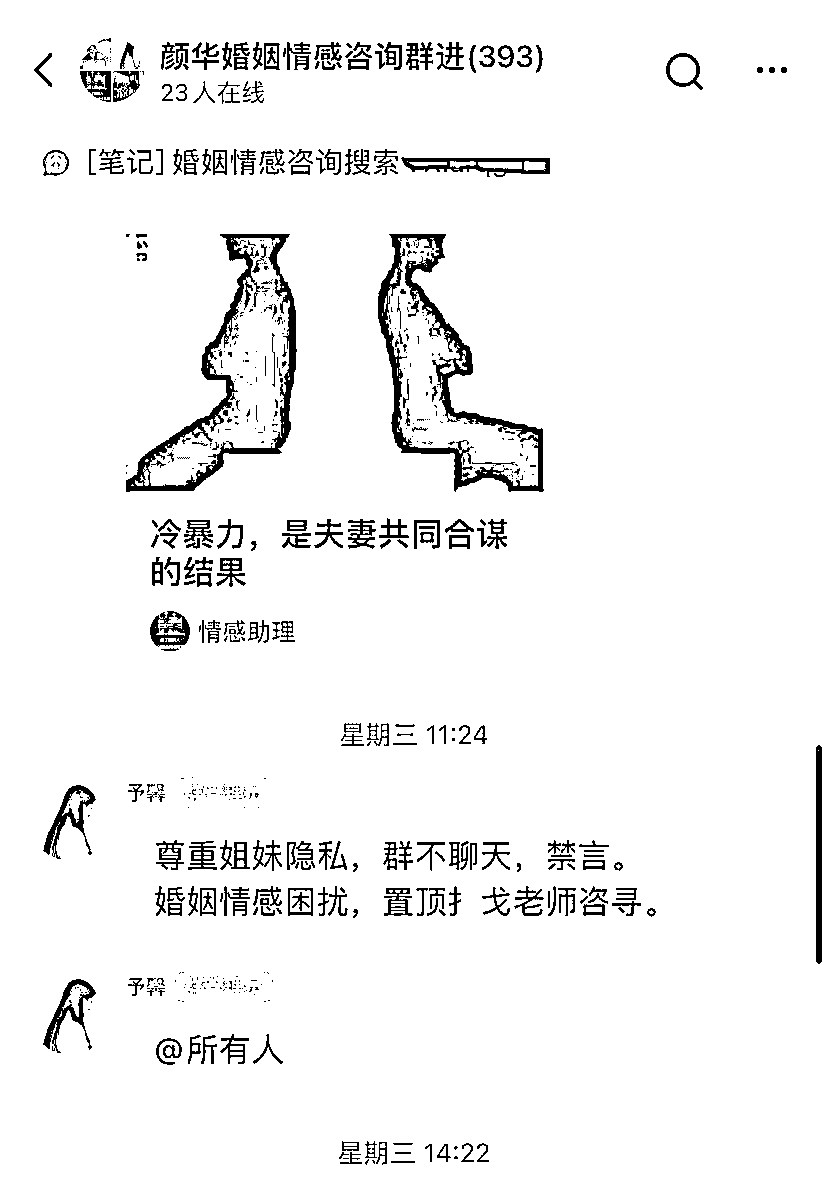 颜华婚姻情感咨询群进(393)
23人在线
[笔记] 婚姻情感咨询搜索
冷暴力，是夫妻共同合谋
的结果
情感助理
星期三 11:24
予馨
尊重姐妹隐私，群不聊天，禁言。
婚姻情感困扰，置顶扌戈老师咨寻。
予馨
@所有人
星期三 14:22